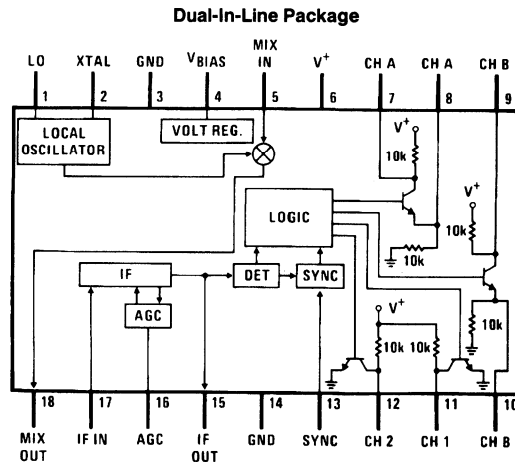 Dual-In-Line Package
LO XTAL GND VBIAS MIX IN V+ CH A CH A CH B
1 2 3 4 5 6 7 8 9
LOCAL OSCILLATOR
VOLT REG.
V+
10k
V+
10k
LOGIC
10k
IF
DET
SYNC
AGC
V+
10k 10k
10k
18 17 16 15 14 13 12 11 10
MIX OUT IF IN AGC IF OUT GND SYNC CH 2 CH 1 CH B